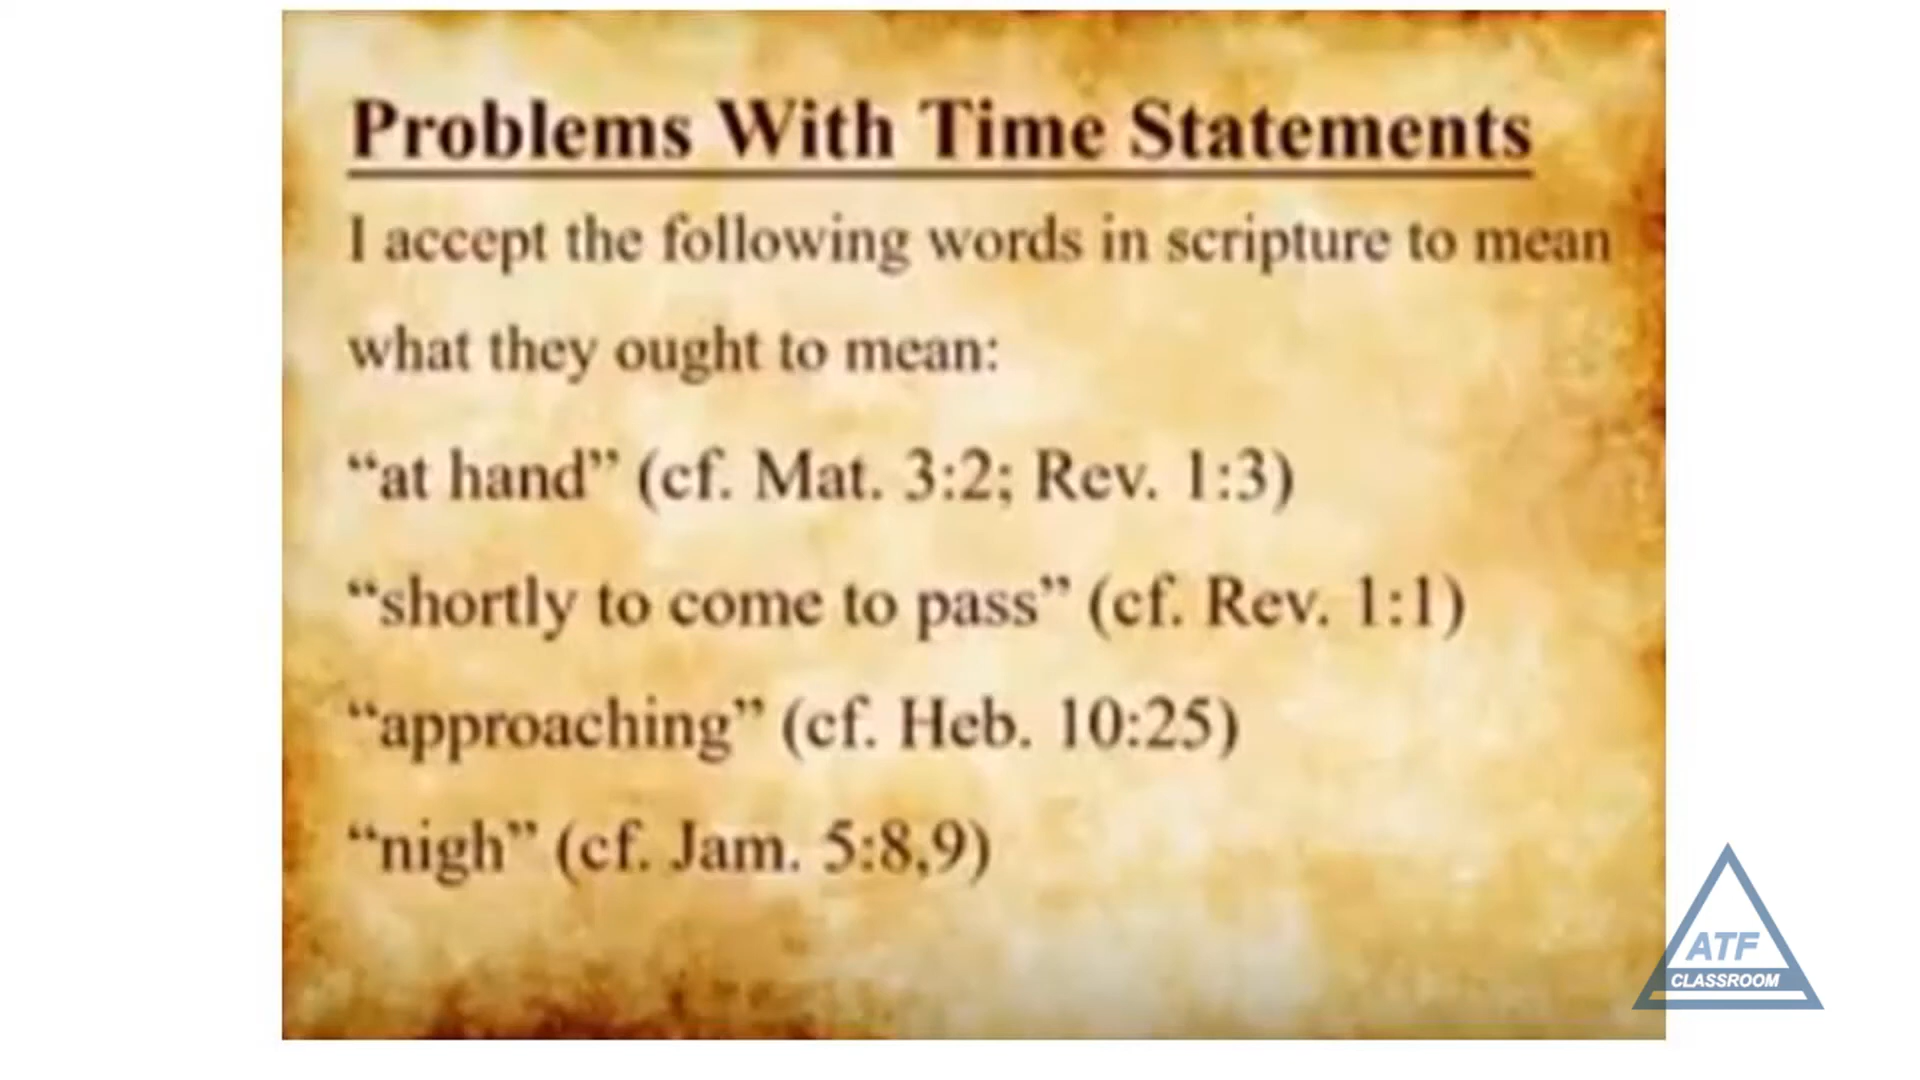 Problems With Time Statements
I accept the following words in scripture to mean
what they ought to mean:
“at hand” (cf. Mat. 3:2; Rev. 1:3)
“shortly to come to pass” (cf. Rev. 1:1)
“approaching” (cf. Heb. 10:25)
“nigh” (cf. Jam. 5:8,9)
ATF
CLASSROOM